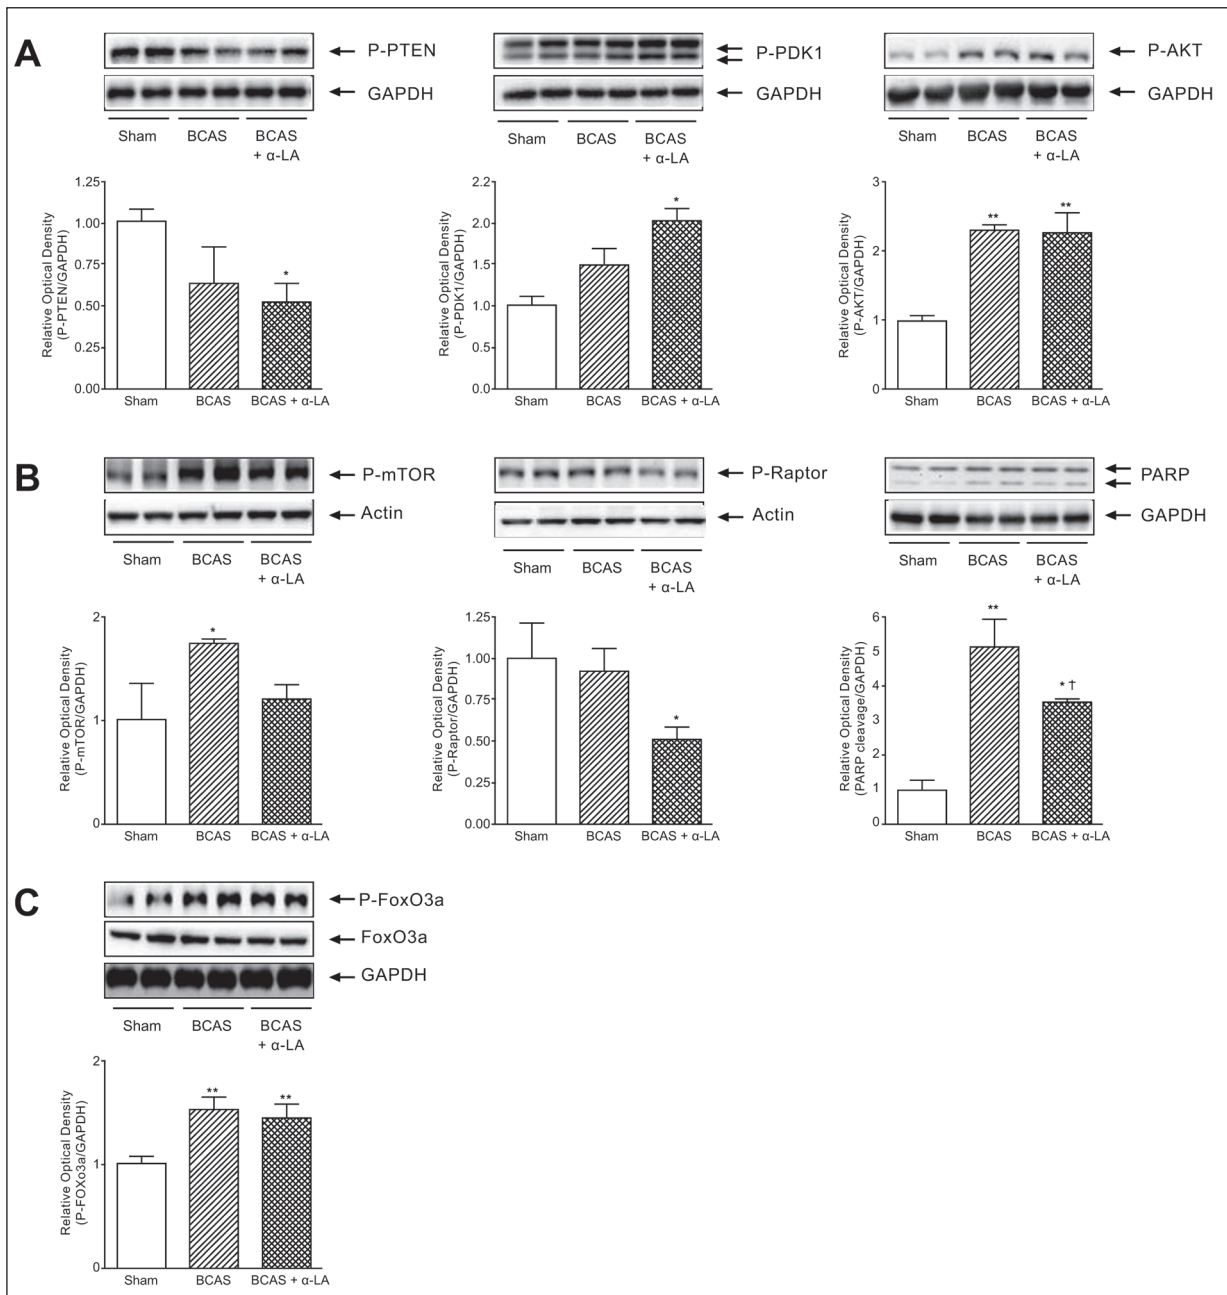 A
P-PTEN
GAPDH
Sham BCAS BCAS
+ α-LA
Relative Optical Density
(P-PTEN/GAPDH)
1.25
1.00
0.75
0.50
0.25
0.00
*
Sham BCAS BCAS + α-LA
P-PDK1
GAPDH
Sham BCAS BCAS
+ α-LA
Relative Optical Density
(P-PDK1/GAPDH)
2.2
2.0
1.5
1.0
0.5
0.0
*
Sham BCAS BCAS + α-LA
P-AKT
GAPDH
Sham BCAS BCAS
+ α-LA
Relative Optical Density
(P-AKT/GAPDH)
3
2
1
0
** **
Sham BCAS BCAS + α-LA
B
P-mTOR
Actin
Sham BCAS BCAS
+ α-LA
Relative Optical Density
(P-mTOR/GAPDH)
2
1
0
*
Sham BCAS BCAS + α-LA
P-Raptor
Actin
Sham BCAS BCAS
+ α-LA
Relative Optical Density
(P-Raptor/GAPDH)
1.25
1.00
0.75
0.50
0.25
0.00
*
Sham BCAS BCAS + α-LA
PARP
GAPDH
Sham BCAS BCAS
+ α-LA
Relative Optical Density
(PARP cleavage/GAPDH)
6
5
4
3
2
1
0
**
* †
Sham BCAS BCAS + α-LA
C
P-FoxO3a
FoxO3a
GAPDH
Sham BCAS BCAS
+ α-LA
Relative Optical Density
(P-FOXo3a/GAPDH)
2
1
0
** **
Sham BCAS BCAS + α-LA